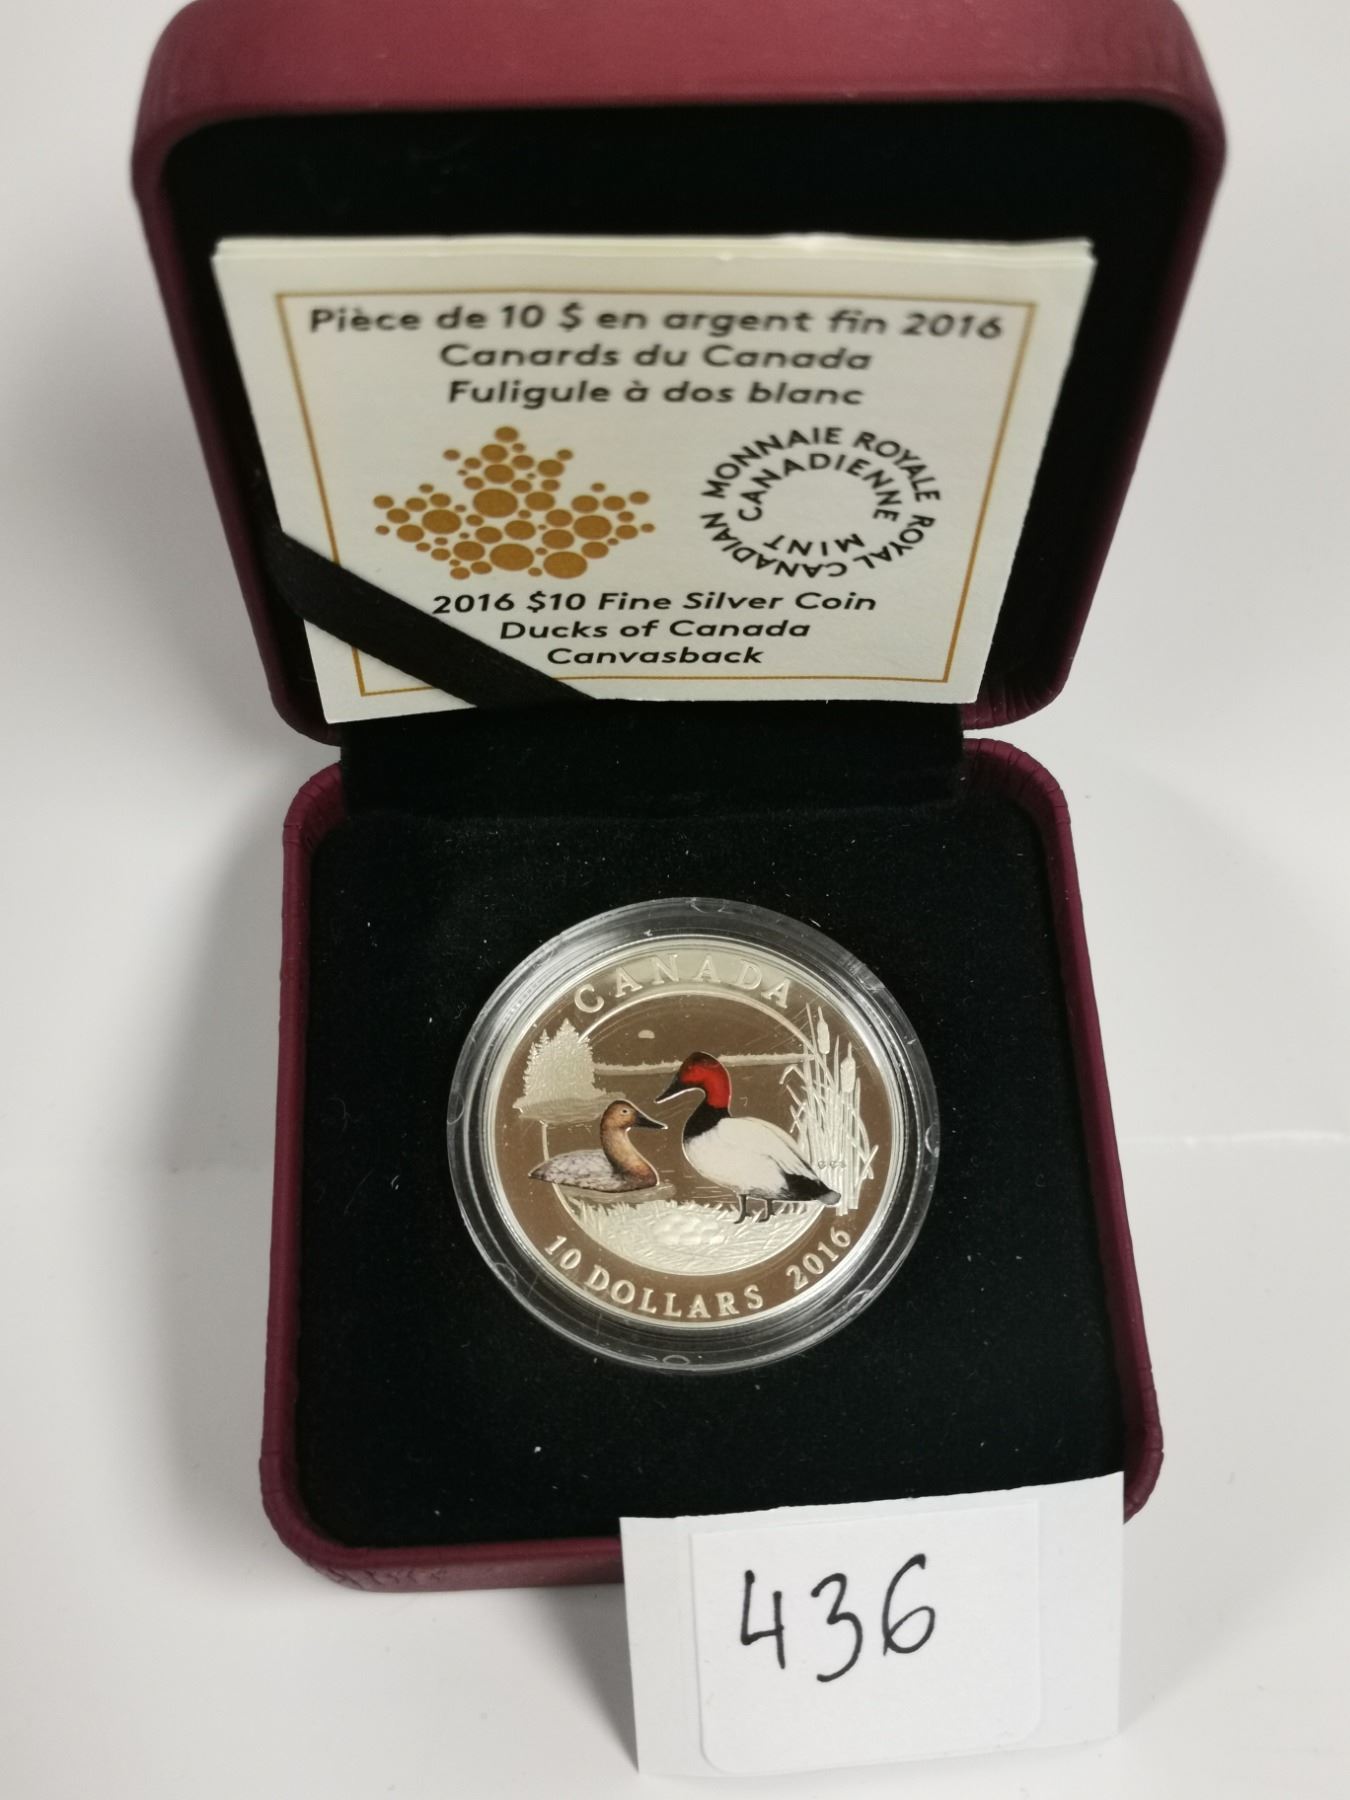 Pièce de 10 $ en argent fin 2016
Canards du Canada
Fuligule à dos blanc
MONNAIE ROYALE
CANADIENNE
ROYAL CANADIAN
MINT
2016 $10 Fine Silver Coin
Ducks of Canada
Canvasback
CANADA
10 DOLLARS 2016
436